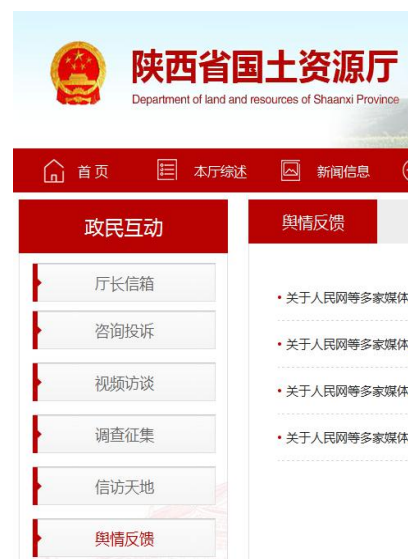 陕西省国土资源厅
Department of land and resources of Shaanxi Province
首页 本厅综述 新闻信息
政民互动
舆情反馈
厅长信箱
咨询投诉
视频访谈
调查征集
信访天地
舆情反馈
• 关于人民网等多家媒体
• 关于人民网等多家媒体
• 关于人民网等多家媒体
• 关于人民网等多家媒体